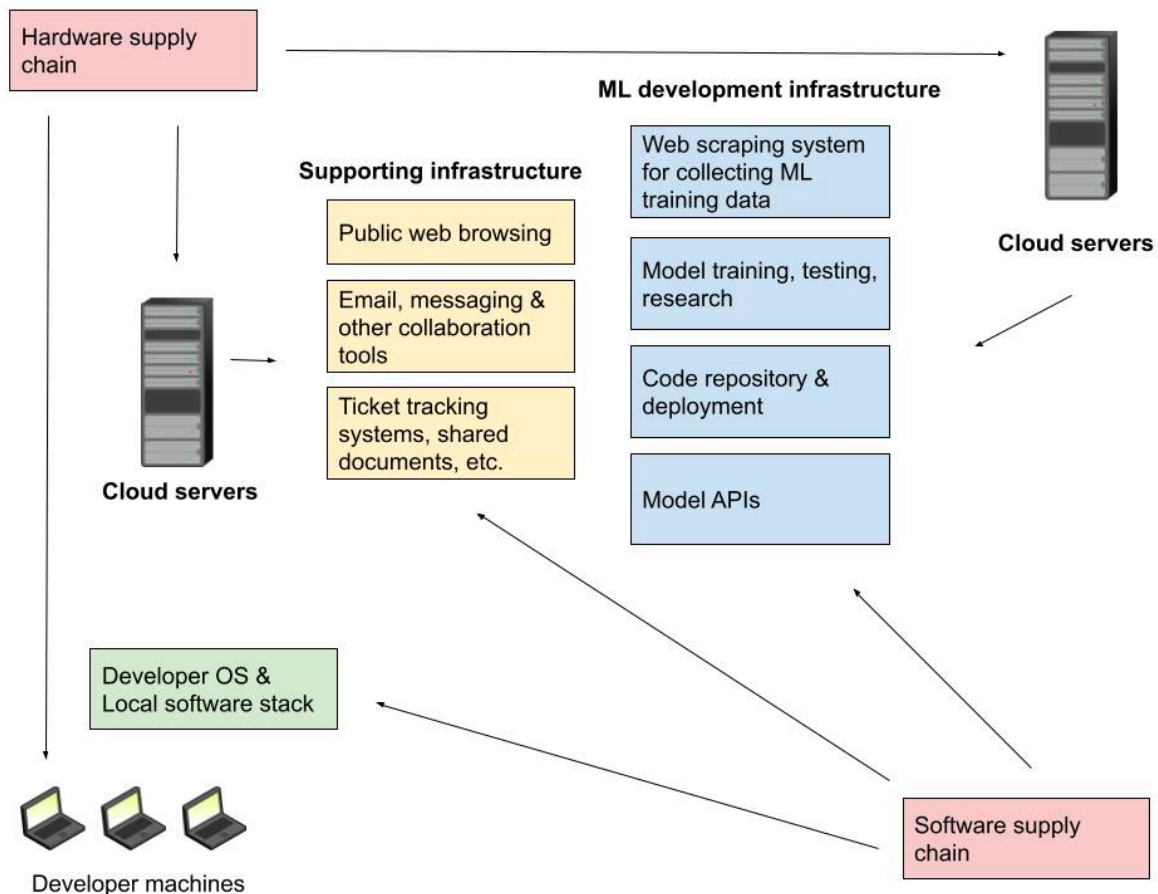 Hardware supply
chain
ML development infrastructure
Web scraping system
for collecting ML
training data
Supporting infrastructure
Public web browsing
Cloud servers
Model training, testing,
research
Email, messaging &
other collaboration
tools
Code repository &
deployment
Ticket tracking
systems, shared
documents, etc.
Cloud servers
Model APIs
Developer OS &
Local software stack
Software supply
chain
Developer machines